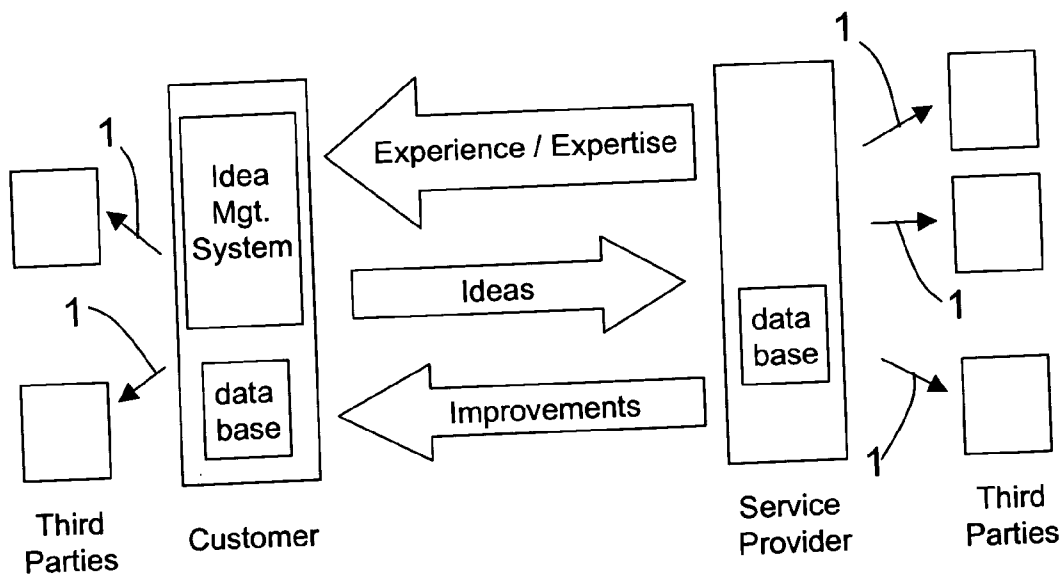 1
Experience / Expertise
1
Idea
Mgt.
System
Ideas
1
1
data
base
data
base
Improvements
1
Third
Parties
Customer
Service
Provider
Third
Parties